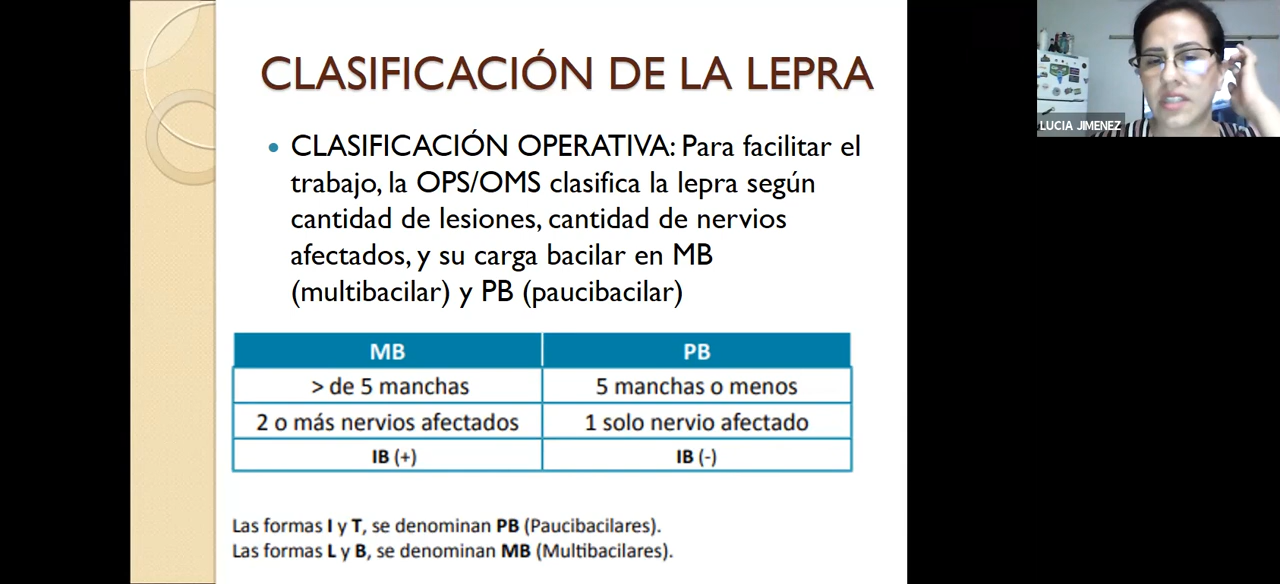 CLASIFICACIÓN DE LA LEPRA
CLASIFICACIÓN OPERATIVA: Para facilitar el
trabajo, la OPS/OMS clasifica la lepra según
cantidad de lesiones, cantidad de nervios
afectados, y su carga bacilar en MB
(multibacilar) y PB (paucibacilar)
MB PB
> de 5 manchas 5 manchas o menos
2 o más nervios afectados 1 solo nervio afectado
IB (+) IB (-)
Las formas I y T, se denominan PB (Paucibacilares).
Las formas L y B, se denominan MB (Multibacilares).
LUCIA JIMENEZ